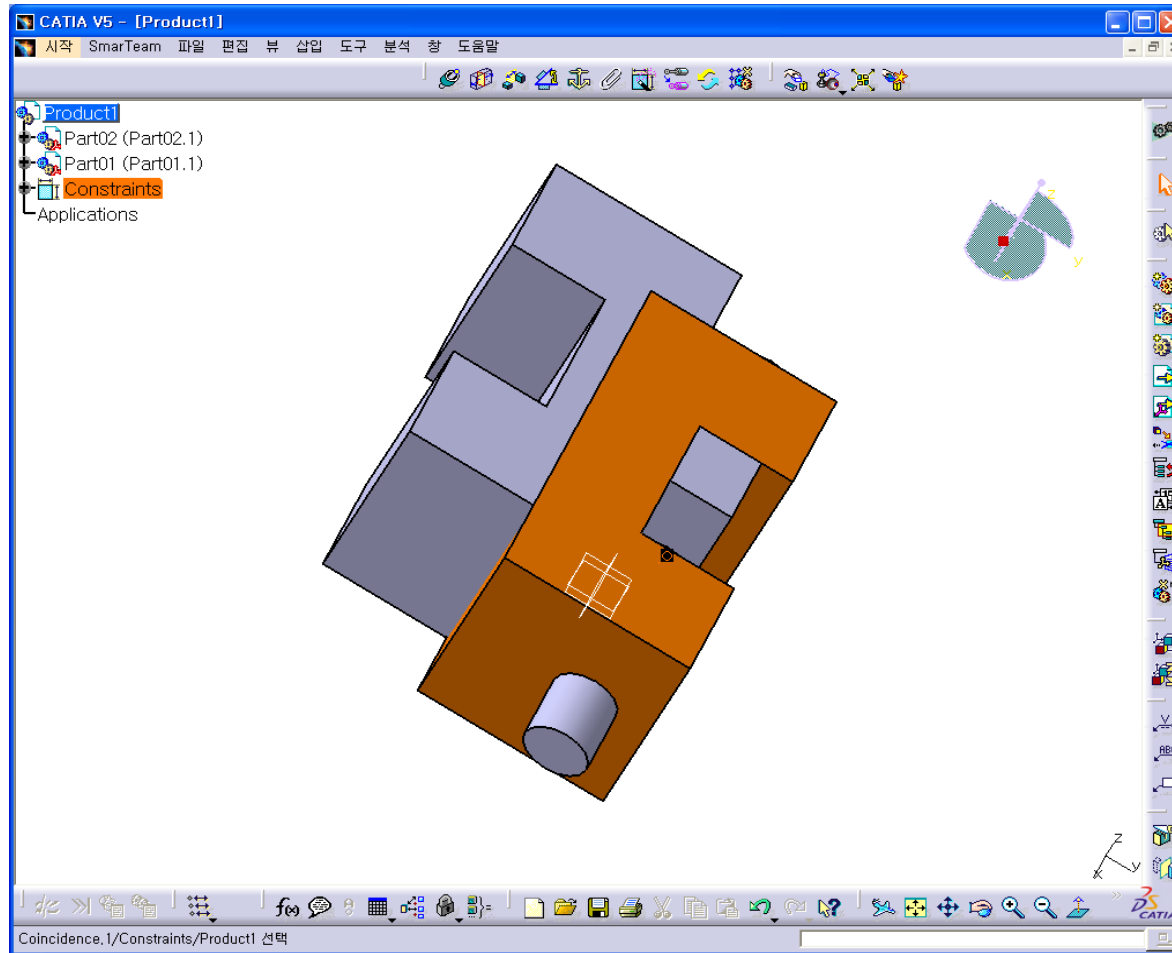 CATIA V5 - [Product1]
시작 SmarTeam 파일 편집 뷰 삽입 도구 분석 창 도움말
Product1
Part02 (Part02.1)
Part01 (Part01.1)
Constraints
Applications
z
y
x
z
y
x
f(x)
CATIA
Coincidence.1/Constraints/Product1 선택